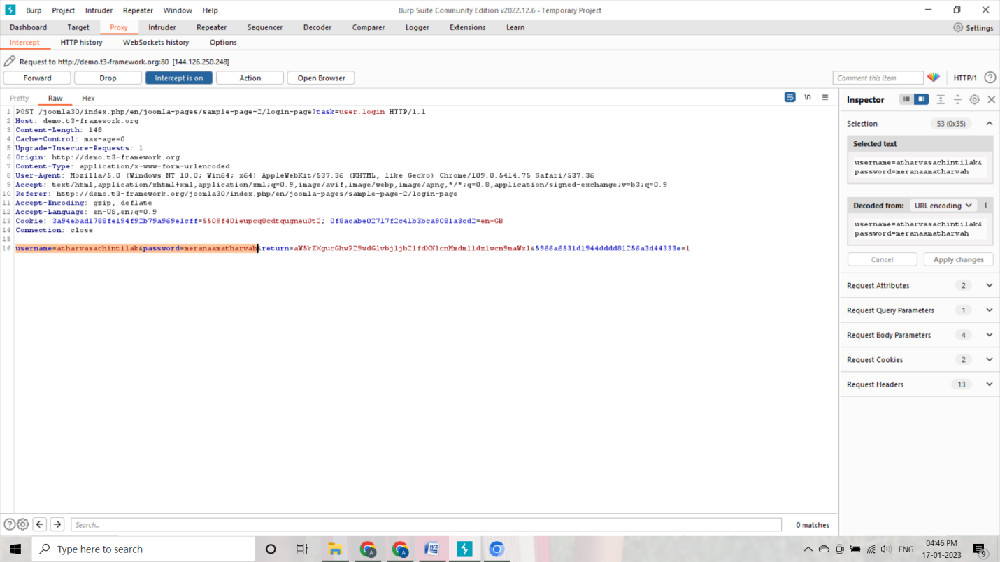 Burp Project Intruder Repeater Window Help Burp Suite Community Edition v2022.12.6 - Temporary Project
Dashboard Target Proxy Intruder Repeater Sequencer Decoder Comparer Logger Extensions Learn Settings
Intercept HTTP history WebSockets history Options
Request to http://demo.t3-framework.org:80 [144.126.250.248]
Forward Drop Intercept is on Action Open Browser Comment this item HTTP/1 ?
Pretty Raw Hex \n
1 POST /joomla30/index.php/en/joomla-pages/sample-page-2/login-page?task=user.login HTTP/1.1
2 Host: demo.t3-framework.org
3 Content-Length: 148
4 Cache-Control: max-age=0
5 Upgrade-Insecure-Requests: 1
6 Origin: http://demo.t3-framework.org
7 Content-Type: application/x-www-form-urlencoded
8 User-Agent: Mozilla/5.0 (Windows NT 10.0; Win64; x64) AppleWebKit/537.36 (KHTML, like Gecko) Chrome/109.0.5414.75 Safari/537.36
9 Accept: text/html,application/xhtml+xml,application/xml;q=0.9,image/avif,image/webp,image/apng,*/*;q=0.8,application/signed-exchange;v=b3;q=0.9
10 Referer: http://demo.t3-framework.org/joomla30/index.php/en/joomla-pages/sample-page-2/login-page
11 Accept-Encoding: gzip, deflate
12 Accept-Language: en-US,en;q=0.9
13 Cookie: 3a94ebad1788fe194f92b79a969e1cff=5509f40ieupcq8cdtqugneu0t2; 0f8acabe02717f2c41b3bca9081a3cd2=en-GB
14 Connection: close
15
16 username=atharvasachintilak&password=meranaamatharvah&return=&5966a6531d1944dddd81256a3d44333e=1
Inspector
Selection 53 (0x35)
Selected text
username=atharvasachintilak&
password=meranaamatharvah
Decoded from: URL encoding
username=atharvasachintilak&
password=meranaamatharvah
Cancel Apply changes
Request Attributes 2
Request Query Parameters 1
Request Body Parameters 4
Request Cookies 2
Request Headers 13
? Search... 0 matches
Type here to search ENG 04:46 PM
17-01-2023 9